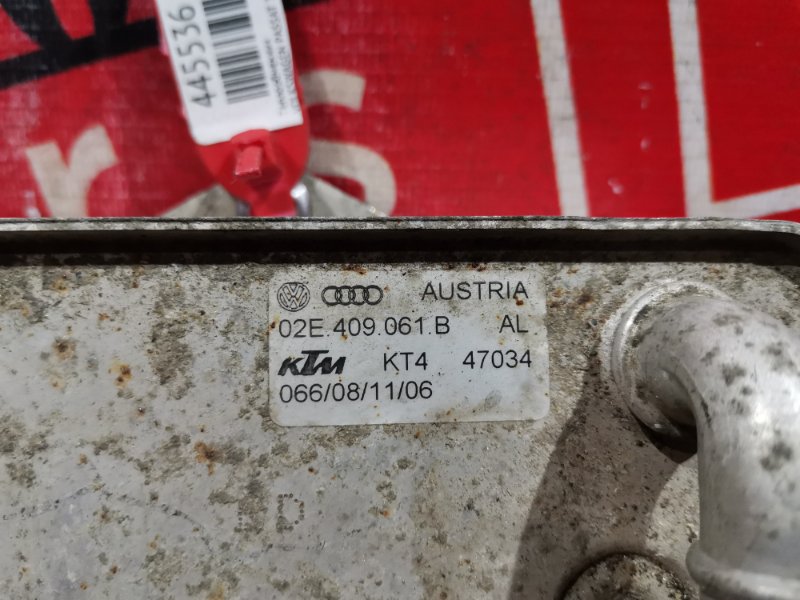 445536
r s
AUSTRIA
02E.409.061.B AL
KTM KT4 47034
066/08/11/06
D